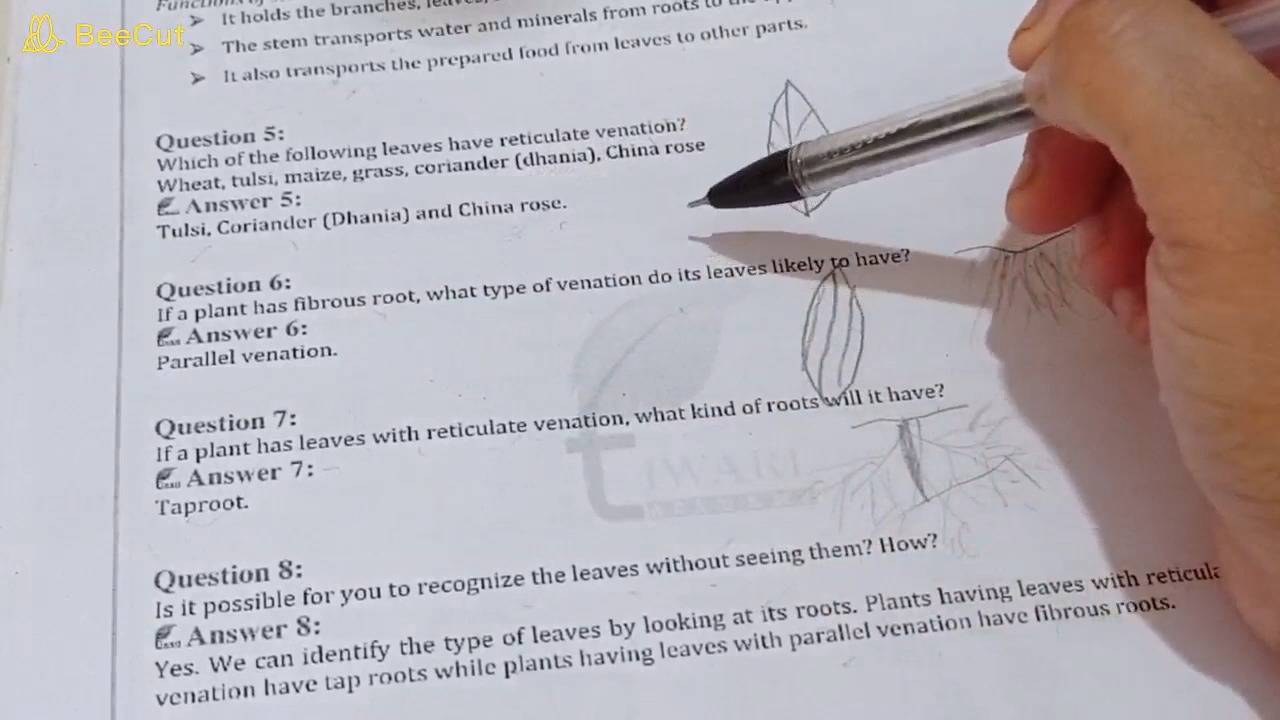 BeeCut
Functions of
➢ It holds the branches, leaves,
➢ The stem transports water and minerals from roots to the
➢ It also transports the prepared food from leaves to other parts.
Question 5:
Which of the following leaves have reticulate venation?
Wheat, tulsi, maize, grass, coriander (dhania), China rose
Answer 5:
Tulsi, Coriander (Dhania) and China rose.
Question 6:
If a plant has fibrous root, what type of venation do its leaves likely to have?
Answer 6:
Parallel venation.
Question 7:
If a plant has leaves with reticulate venation, what kind of roots will it have?
Answer 7:
Taproot.
TIWARI
ACADEMY
Question 8:
Is it possible for you to recognize the leaves without seeing them? How?
Answer 8:
Yes. We can identify the type of leaves by looking at its roots. Plants having leaves with reticula
venation have tap roots while plants having leaves with parallel venation have fibrous roots.